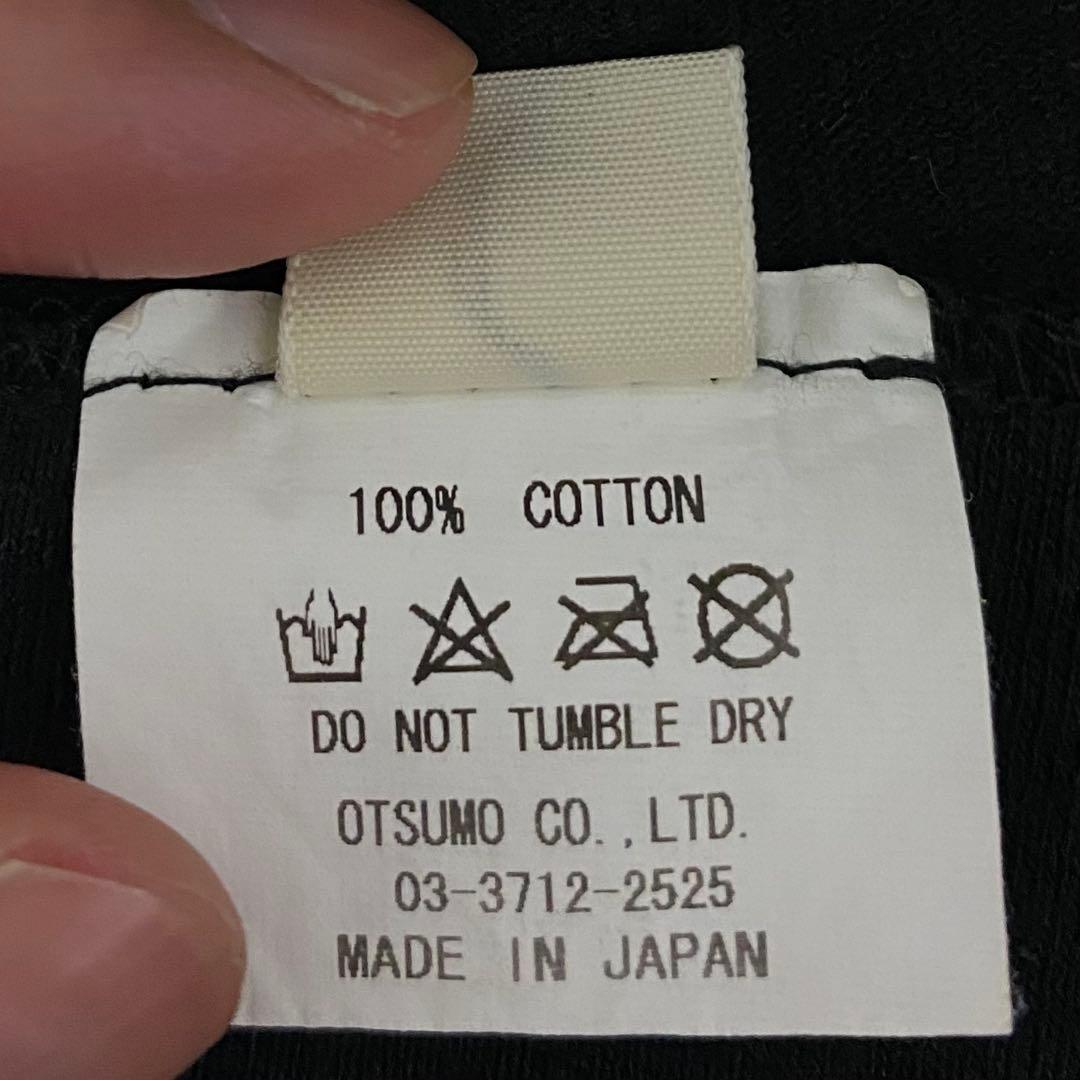 100% COTTON
DO NOT TUMBLE DRY
OTSUMO CO.,LTD.
03-3712-2525
MADE IN JAPAN